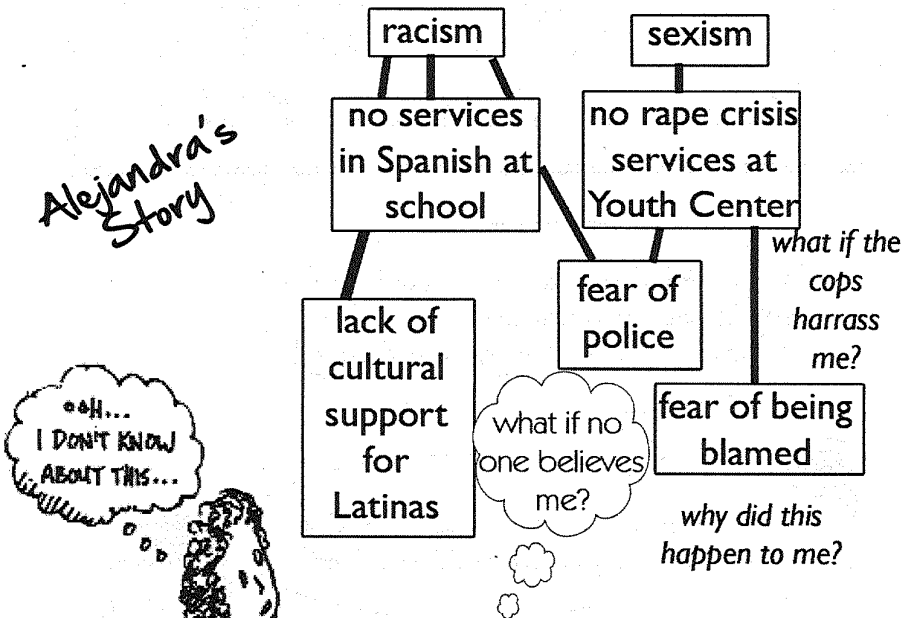 racism
sexism
no services
in Spanish at
school
no rape crisis
services at
Youth Center
Alejandra's
Story
what if the
cops
harrass
me?
fear of
police
lack of
cultural
support
for
Latinas
fear of being
blamed
what if no
one believes
me?
OOH...
I DON'T KNOW
ABOUT THIS...
why did this
happen to me?